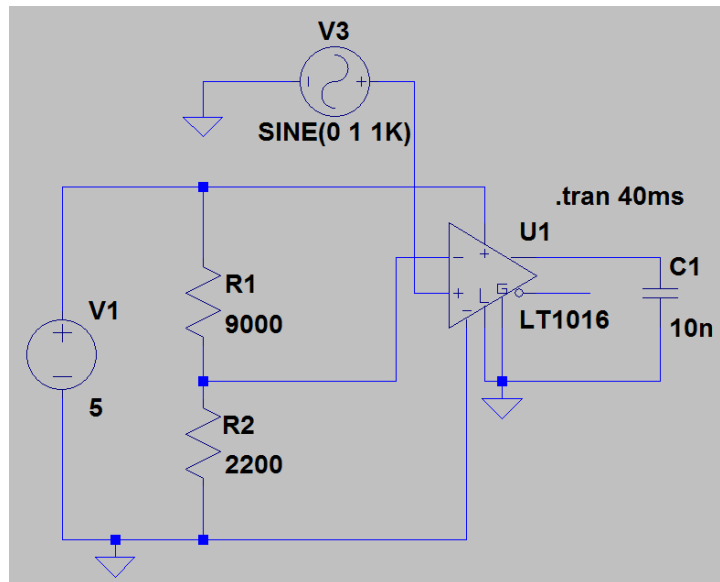 V3
SINE(0 1 1K)
.tran 40ms
U1
C1
R1
9000
L
G
LT1016
10n
V1
5
R2
2200